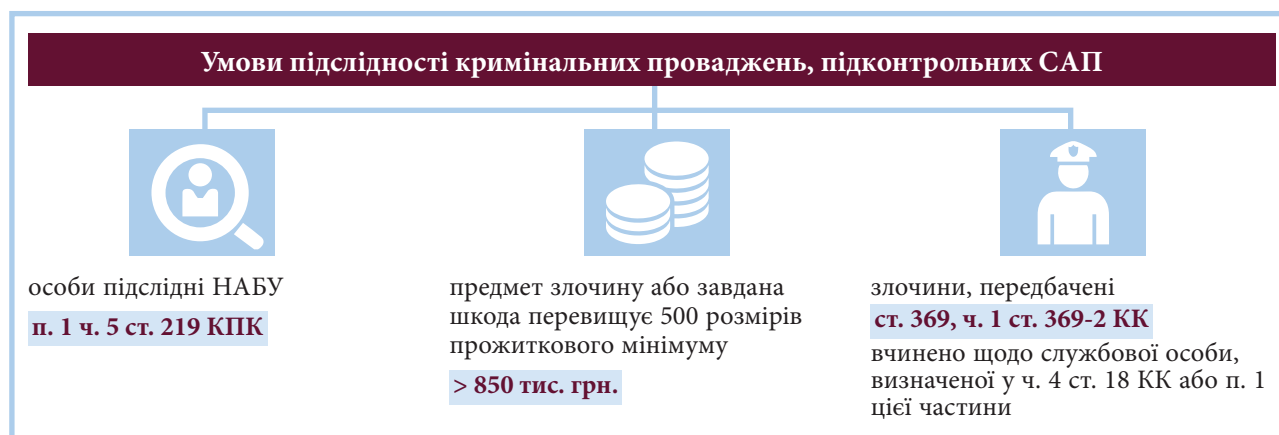 Умови підслідності кримінальних проваджень, підконтрольних САП
особи підслідні НАБУ
п. 1 ч. 5 ст. 219 КПК
предмет злочину або завдана
шкода перевищує 500 розмірів
прожиткового мінімуму
> 850 тис. грн.
злочини, передбачені
ст. 369, ч. 1 ст. 369-2 КК
вчинено щодо службової особи,
визначеної у ч. 4 ст. 18 КК або п. 1
цієї частини